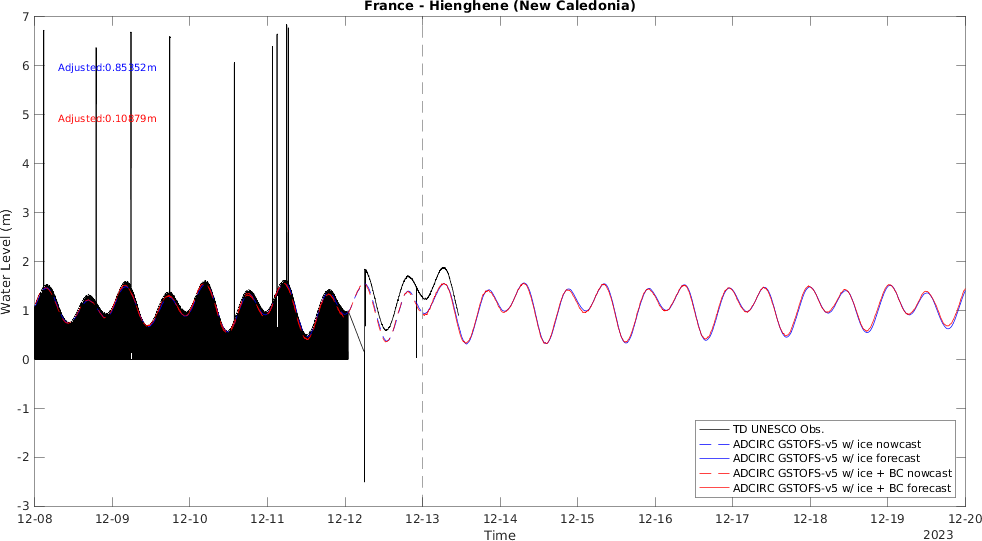 France - Hienghene (New Caledonia)
7
6
5
4
3
2
1
0
-1
-2
-3
Water Level (m)
Adjusted:0.85352m
Adjusted:0.10879m
TD UNESCO Obs.
ADCIRC GSTOFS-v5 w/ ice nowcast
ADCIRC GSTOFS-v5 w/ ice forecast
ADCIRC GSTOFS-v5 w/ ice + BC nowcast
ADCIRC GSTOFS-v5 w/ ice + BC forecast
12-08 12-09 12-10 12-11 12-12 12-13 12-14 12-15 12-16 12-17 12-18 12-19 12-20
Time
2023